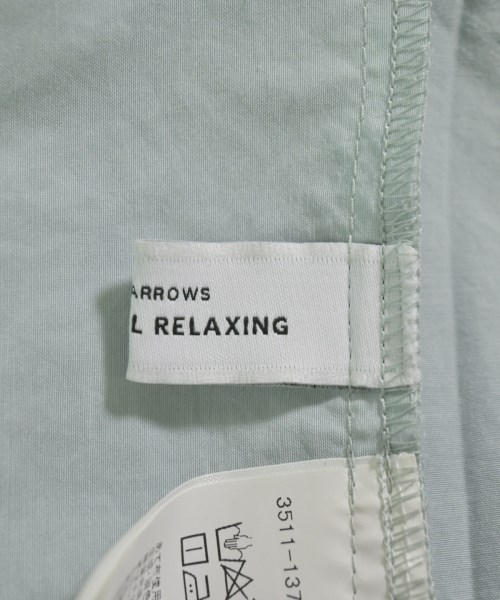 ARROWS
L RELAXING
3511-137